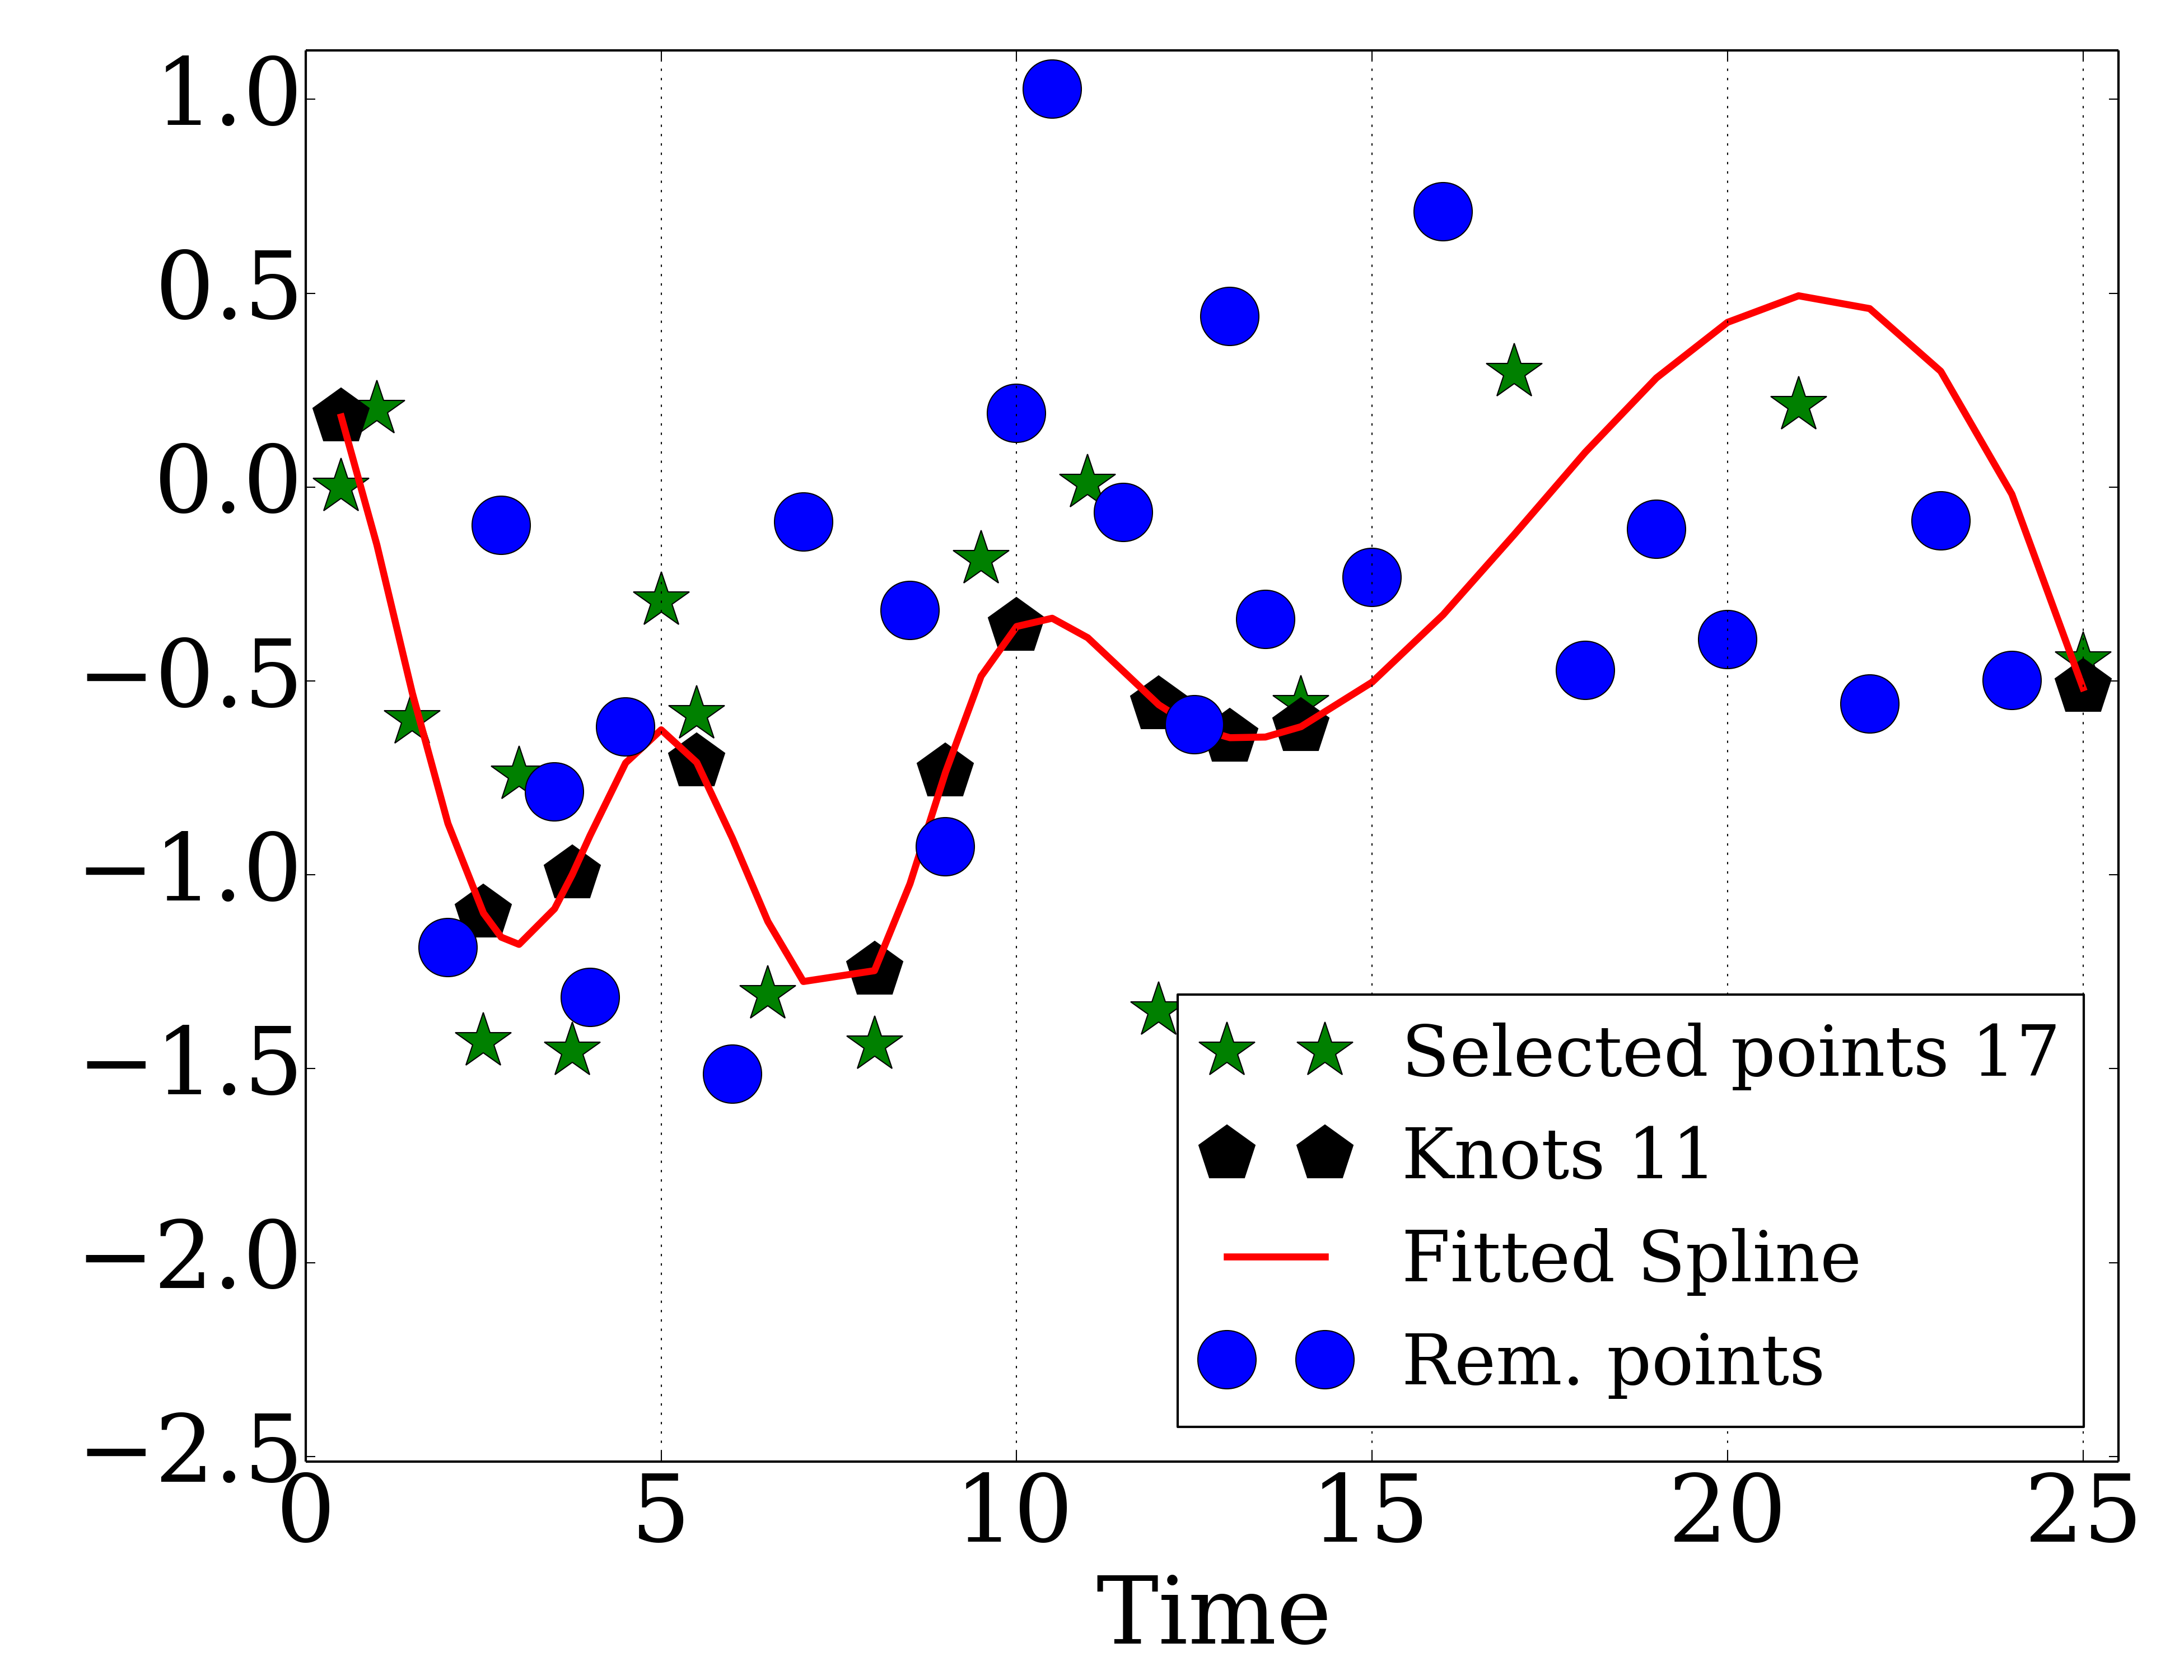 1.0
0.5
0.0
−0.5
−1.0
−1.5
−2.0
−2.5
Selected points 17
Knots 11
Fitted Spline
Rem. points
0 5 10 15 20 25
Time